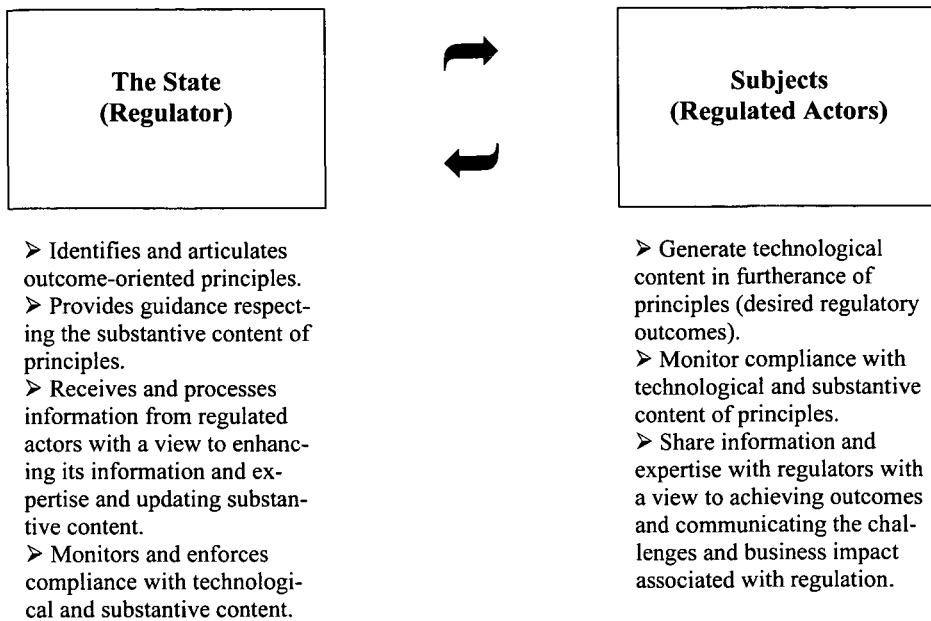 The State
(Regulator)
Subjects
(Regulated Actors)
➢ Identifies and articulates
outcome-oriented principles.
➢ Provides guidance respect-
ing the substantive content of
principles.
➢ Receives and processes
information from regulated
actors with a view to enhanc-
ing its information and ex-
pertise and updating substan-
tive content.
➢ Monitors and enforces
compliance with technologi-
cal and substantive content.
➢ Generate technological
content in furtherance of
principles (desired regulatory
outcomes).
➢ Monitor compliance with
technological and substantive
content of principles.
➢ Share information and
expertise with regulators with
a view to achieving outcomes
and communicating the chal-
lenges and business impact
associated with regulation.